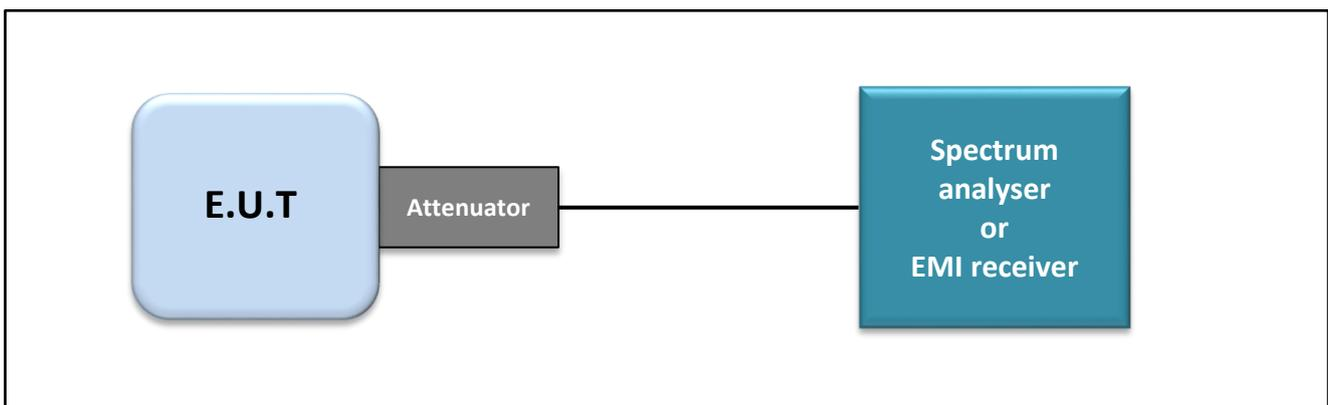 E.U.T
Attenuator
Spectrum
analyser
or
EMI receiver